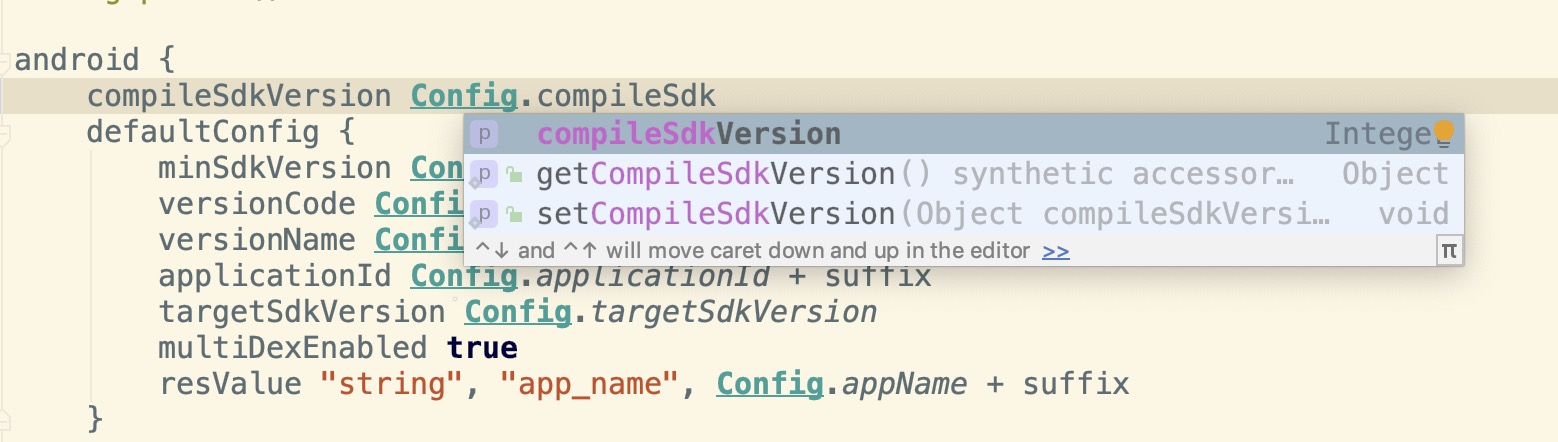 android {
compileSdkVersion Config.compileSdk
defaultConfig {
p compileSdkVersion Intege
minSdkVersion Con
p getCompileSdkVersion() synthetic accessor… Object
versionCode Confi
p setCompileSdkVersion(Object compileSdkVersi… void
versionName Confi
^↓ and ^↑ will move caret down and up in the editor >> π
applicationId Config.applicationId + suffix
targetSdkVersion Config.targetSdkVersion
multiDexEnabled true
resValue "string", "app_name", Config.appName + suffix
}